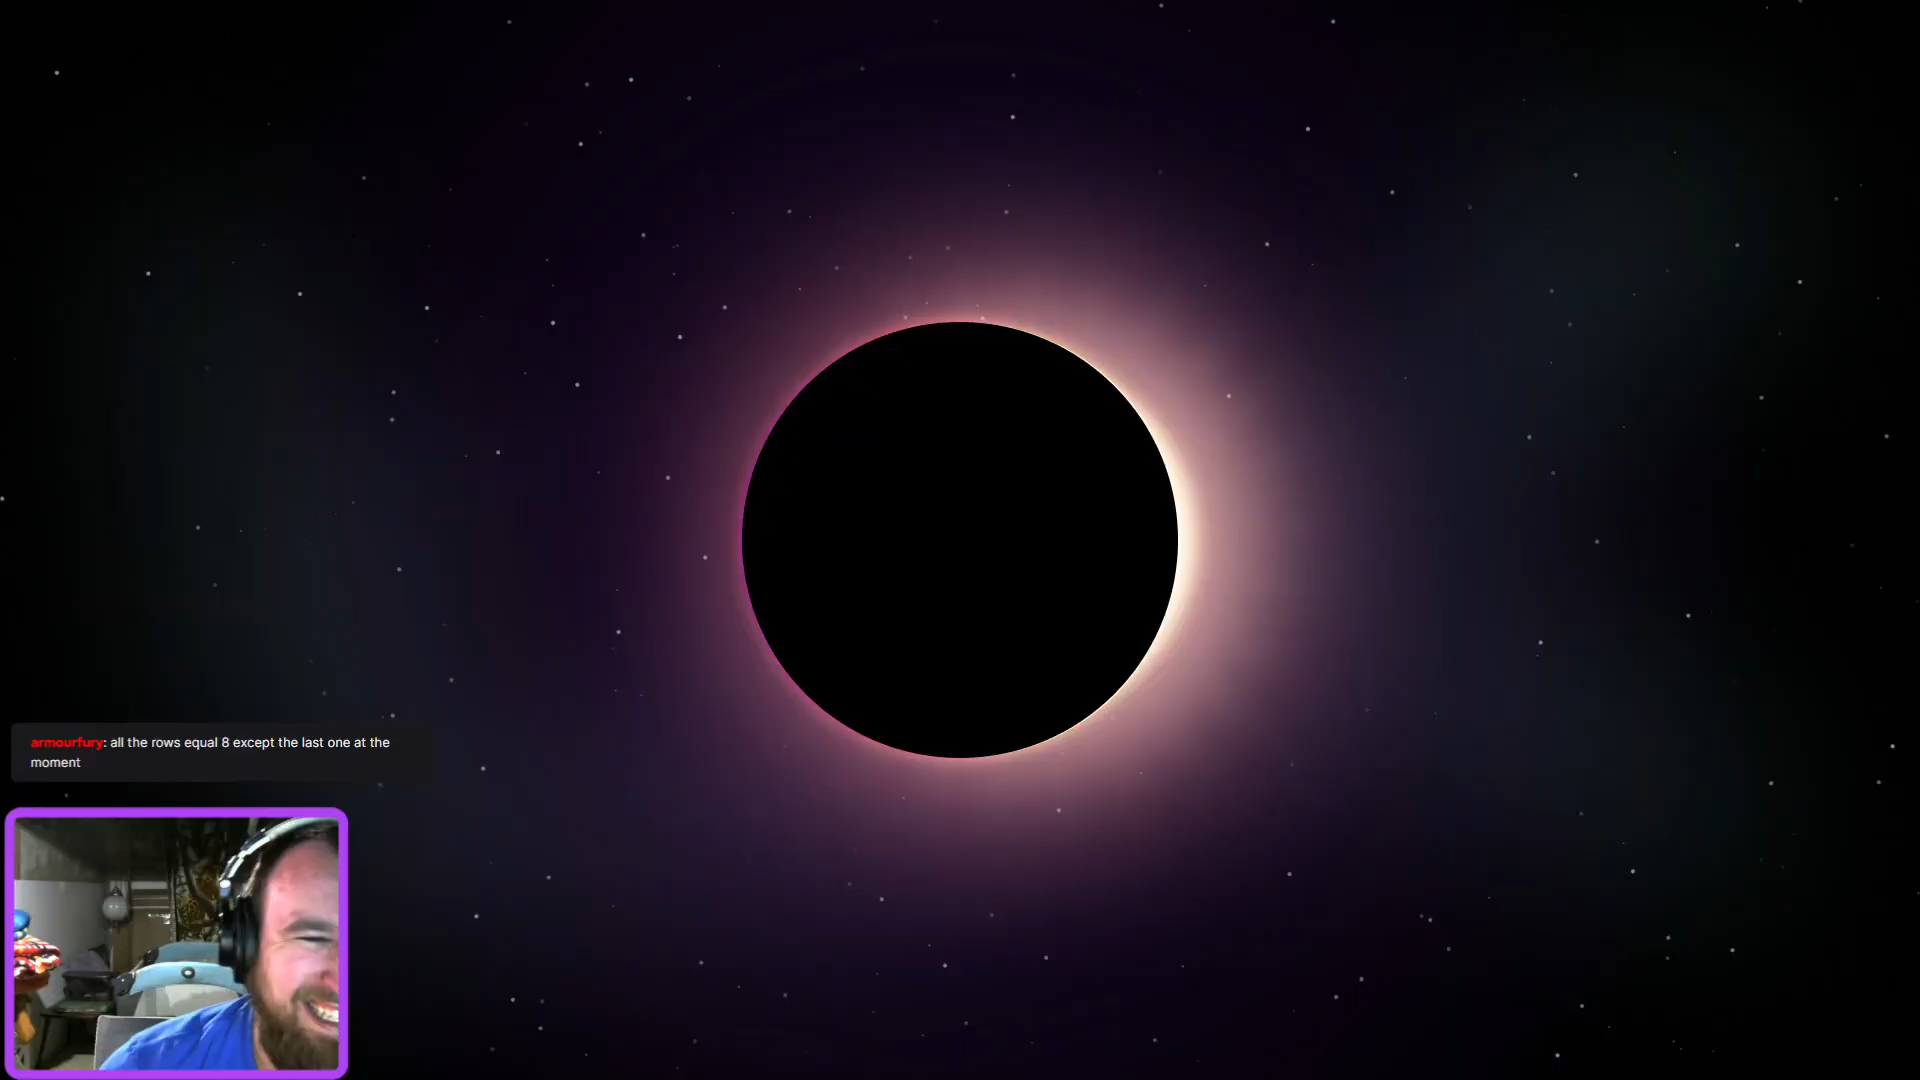 armourfury: all the rows equal 8 except the last one at the
moment